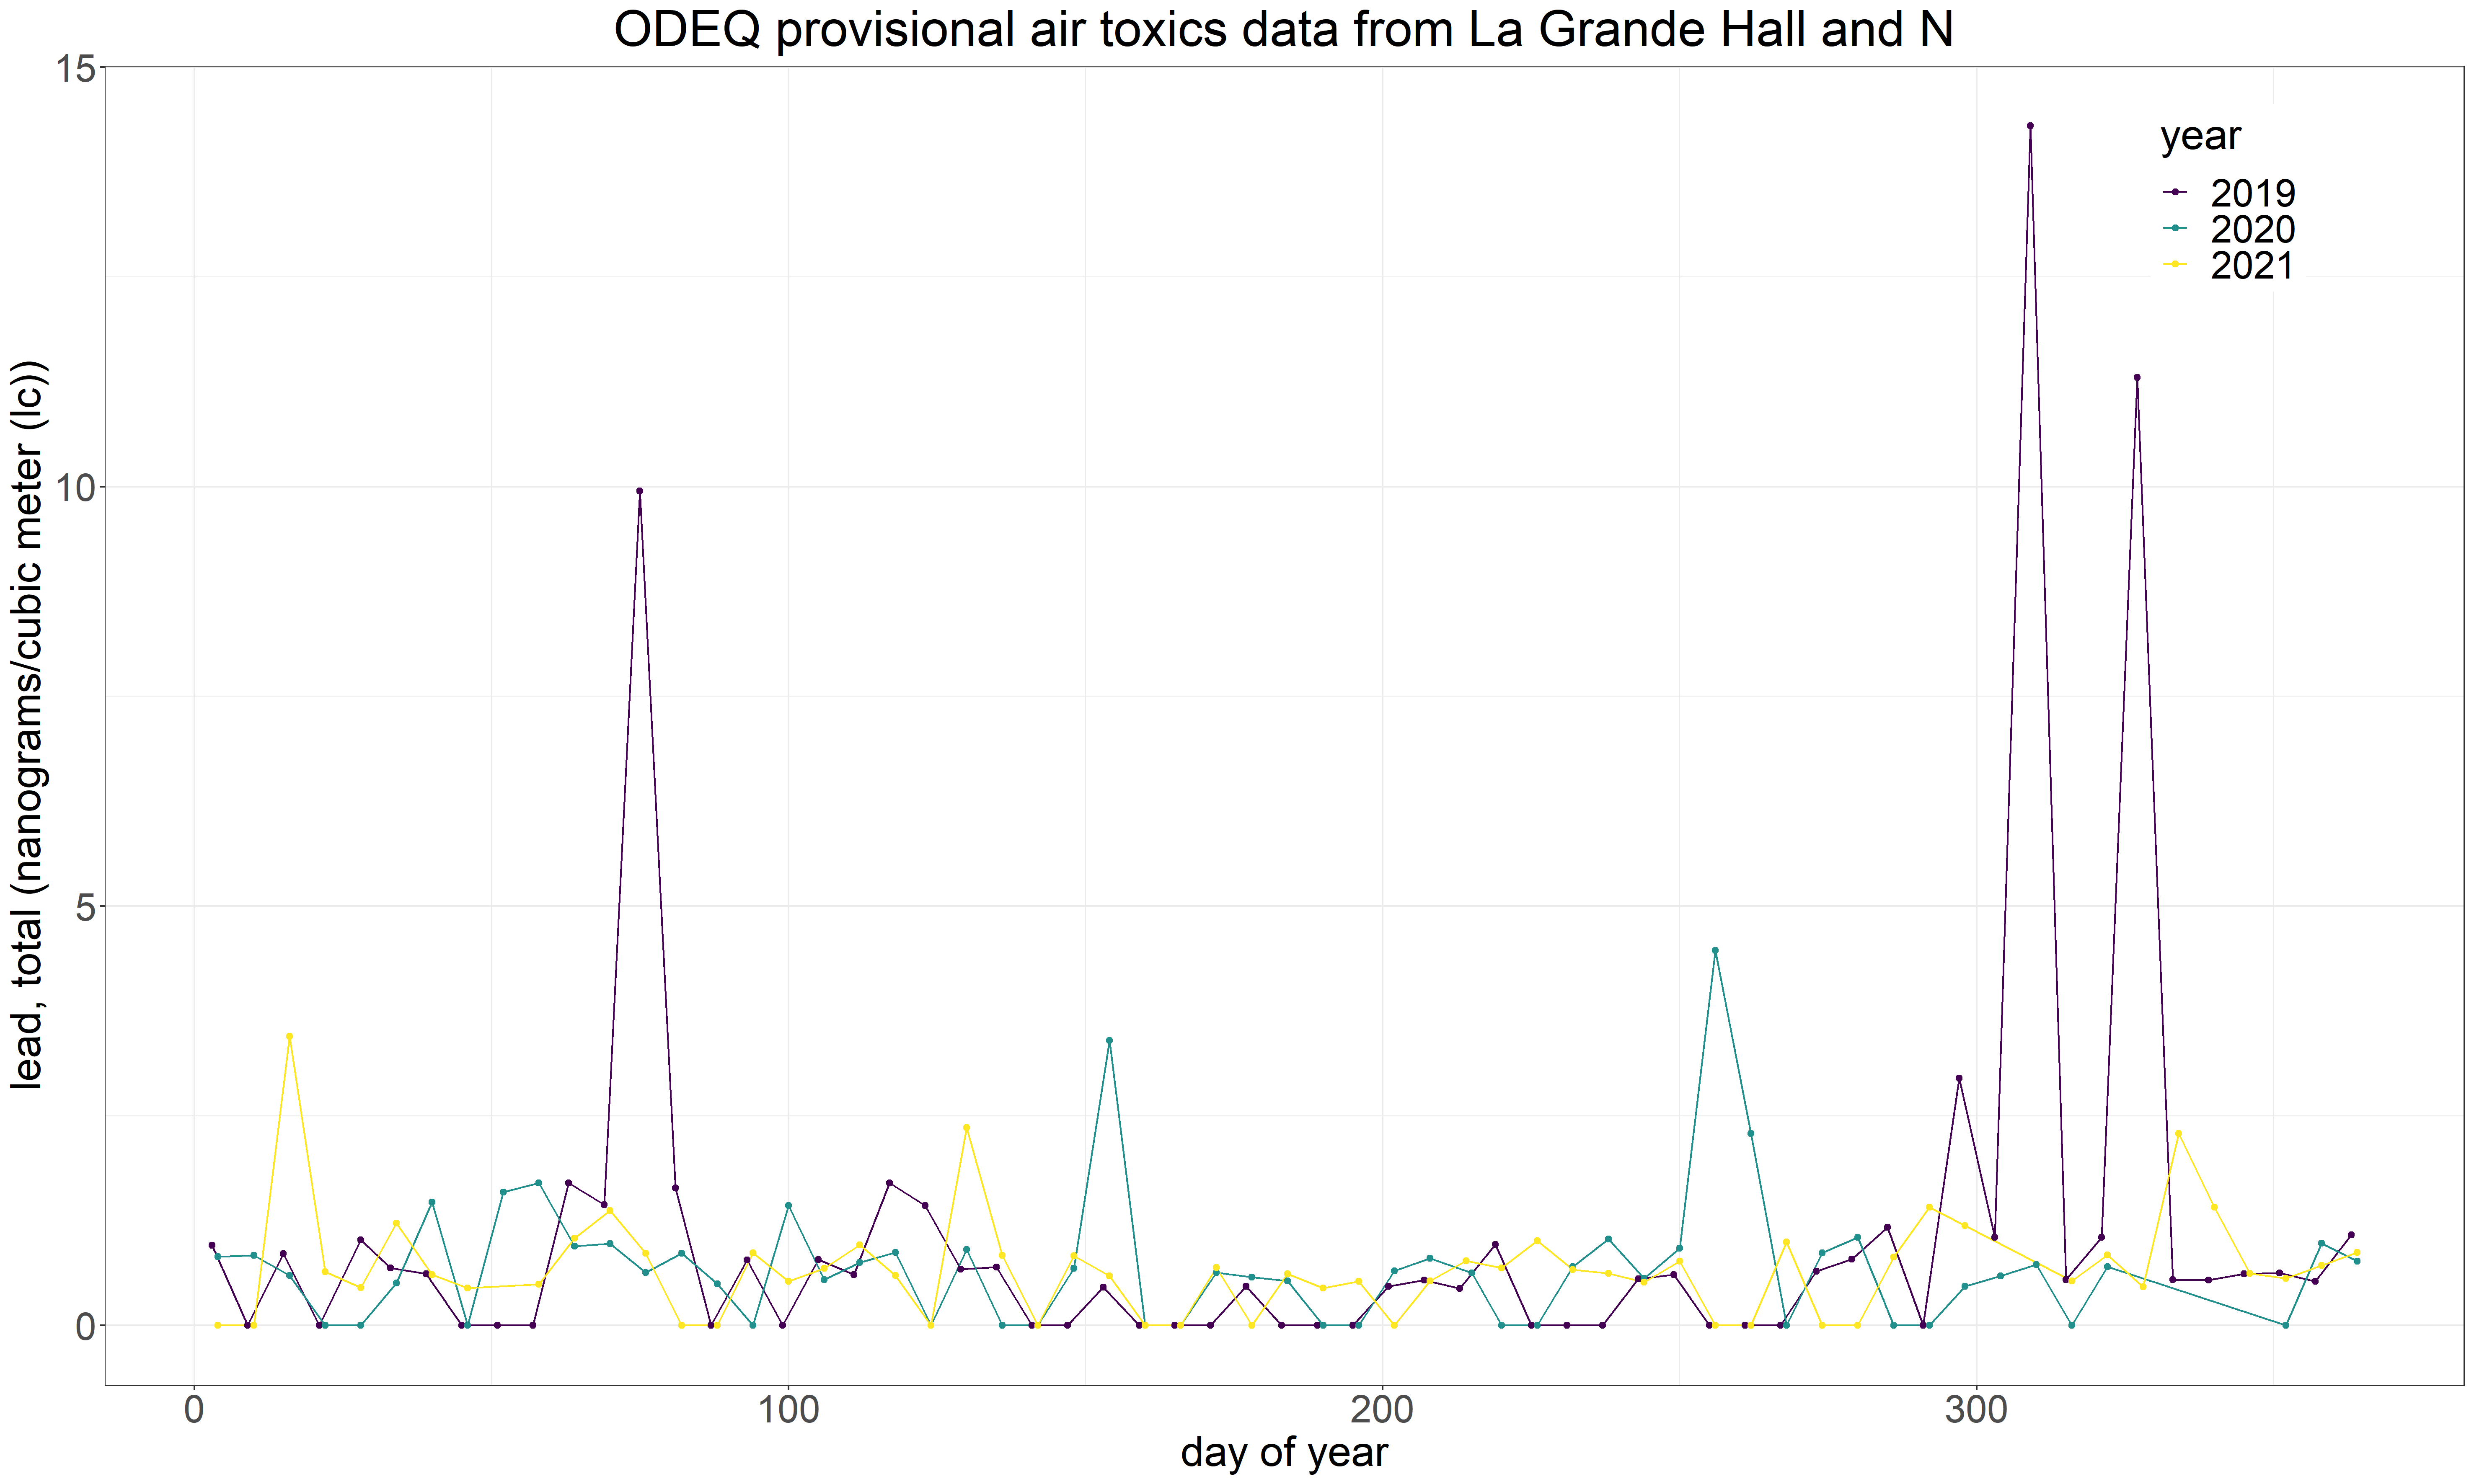 ODEQ provisional air toxics data from La Grande Hall and N
lead, total (nanograms/cubic meter (lc))
15
10
5
0
year
2019
2020
2021
0 100 200 300
day of year